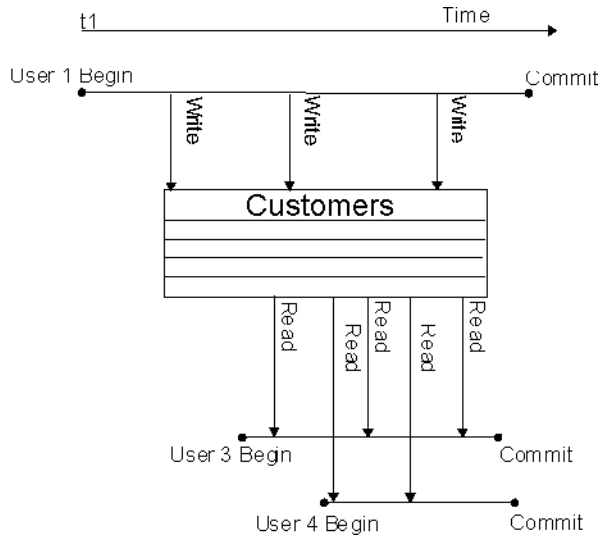 t1
Time
User 1 Begin
Commit
Write
Write
Write
Customers
Read
Read
Read
Read
Read
User 3 Begin
Commit
User 4 Begin
Commit